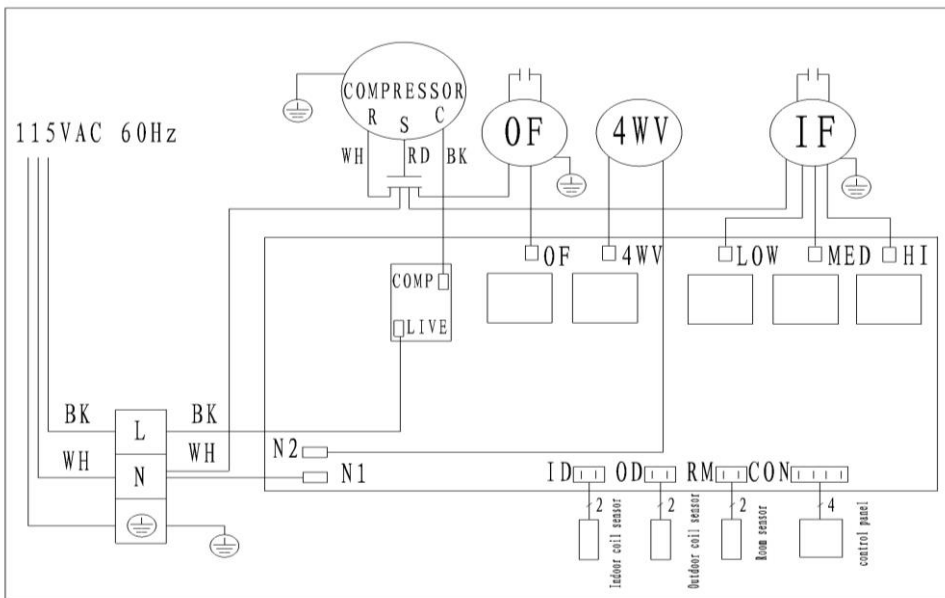 COMPRESSOR
R S C
OF
4WV
IF
115VAC 60Hz
WH
RD
BK
OF
4WV
LOW
MED
HI
COMP
LIVE
BK
L
BK
WH
N
WH
N2
N1
ID
OD
RM
CON
2
2
2
4
Indoor coil sensor
Outdoor coil sensor
Room sensor
control panel